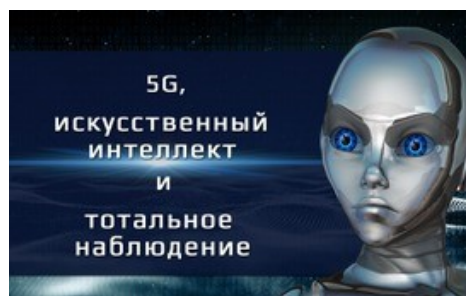 5G,
искусственный
интеллект
и
тотальное
наблюдение